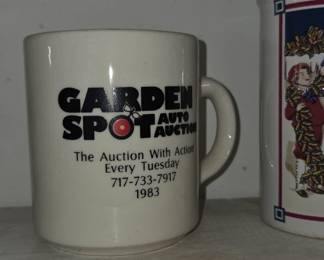 GARDEN
SPOT AUTO
AUCTION
The Auction With Action
Every Tuesday
717-733-7917
1983